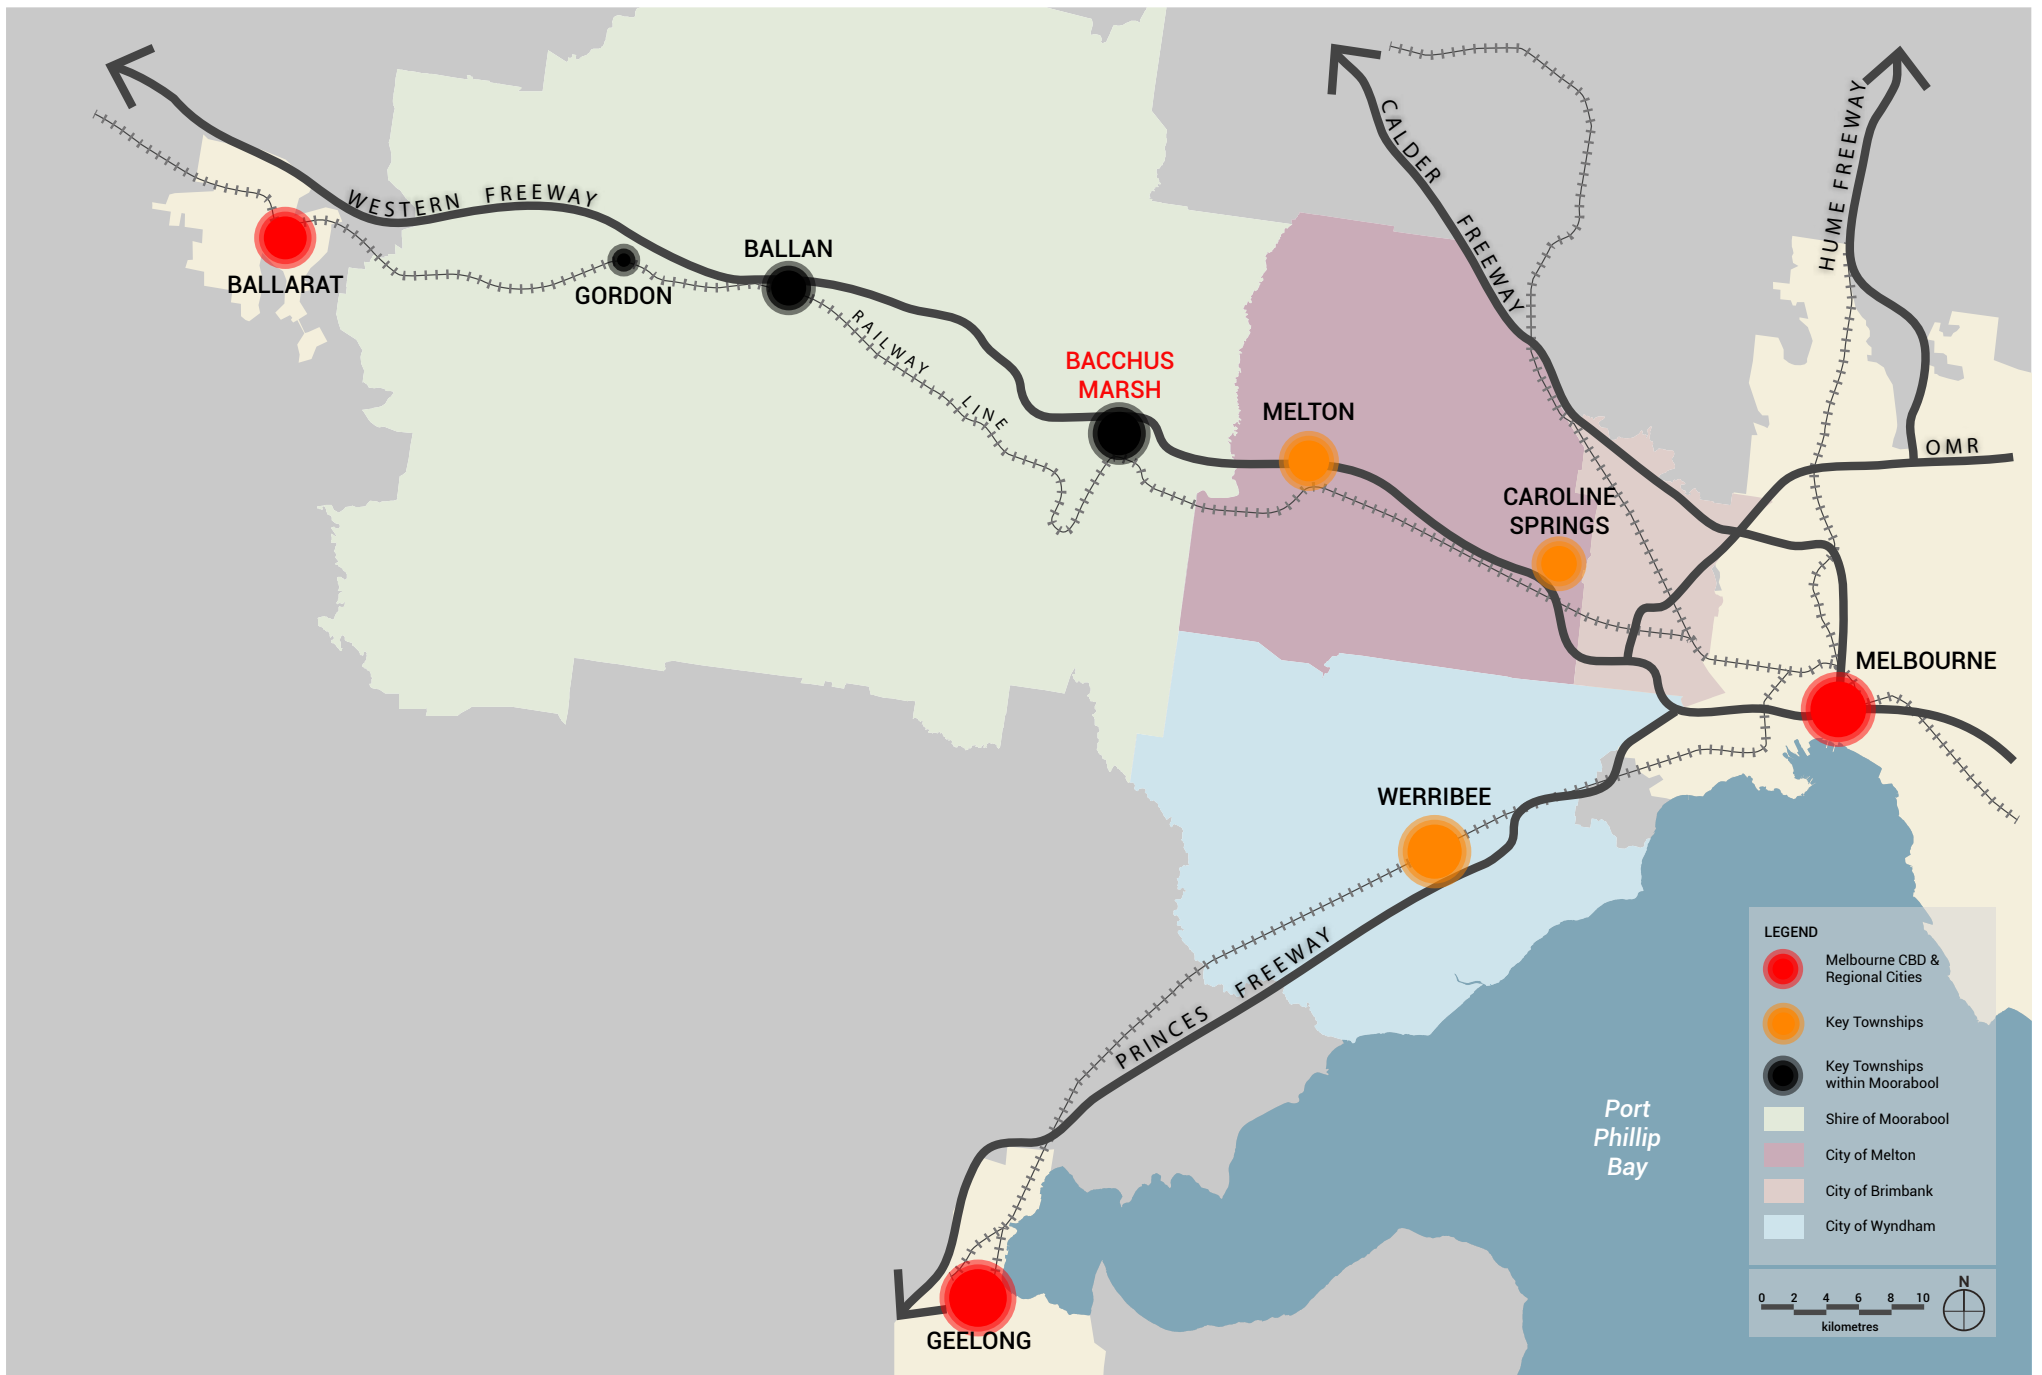 WESTERN FREEWAY
CALDER FREEWAY
HUME FREEWAY
BALLARAT
GORDON
BALLAN
RAILWAY LINE
BACCHUS
MARSH
MELTON
OMR
CAROLINE
SPRINGS
MELBOURNE
WERRIBEE
PRINCES FREEWAY
GEELONG
Port
Phillip
Bay
LEGEND
Melbourne CBD &
Regional Cities
Key Townships
Key Townships
within Moorabool
Shire of Moorabool
City of Melton
City of Brimbank
City of Wyndham
0 2 4 6 8 10
kilometres
N